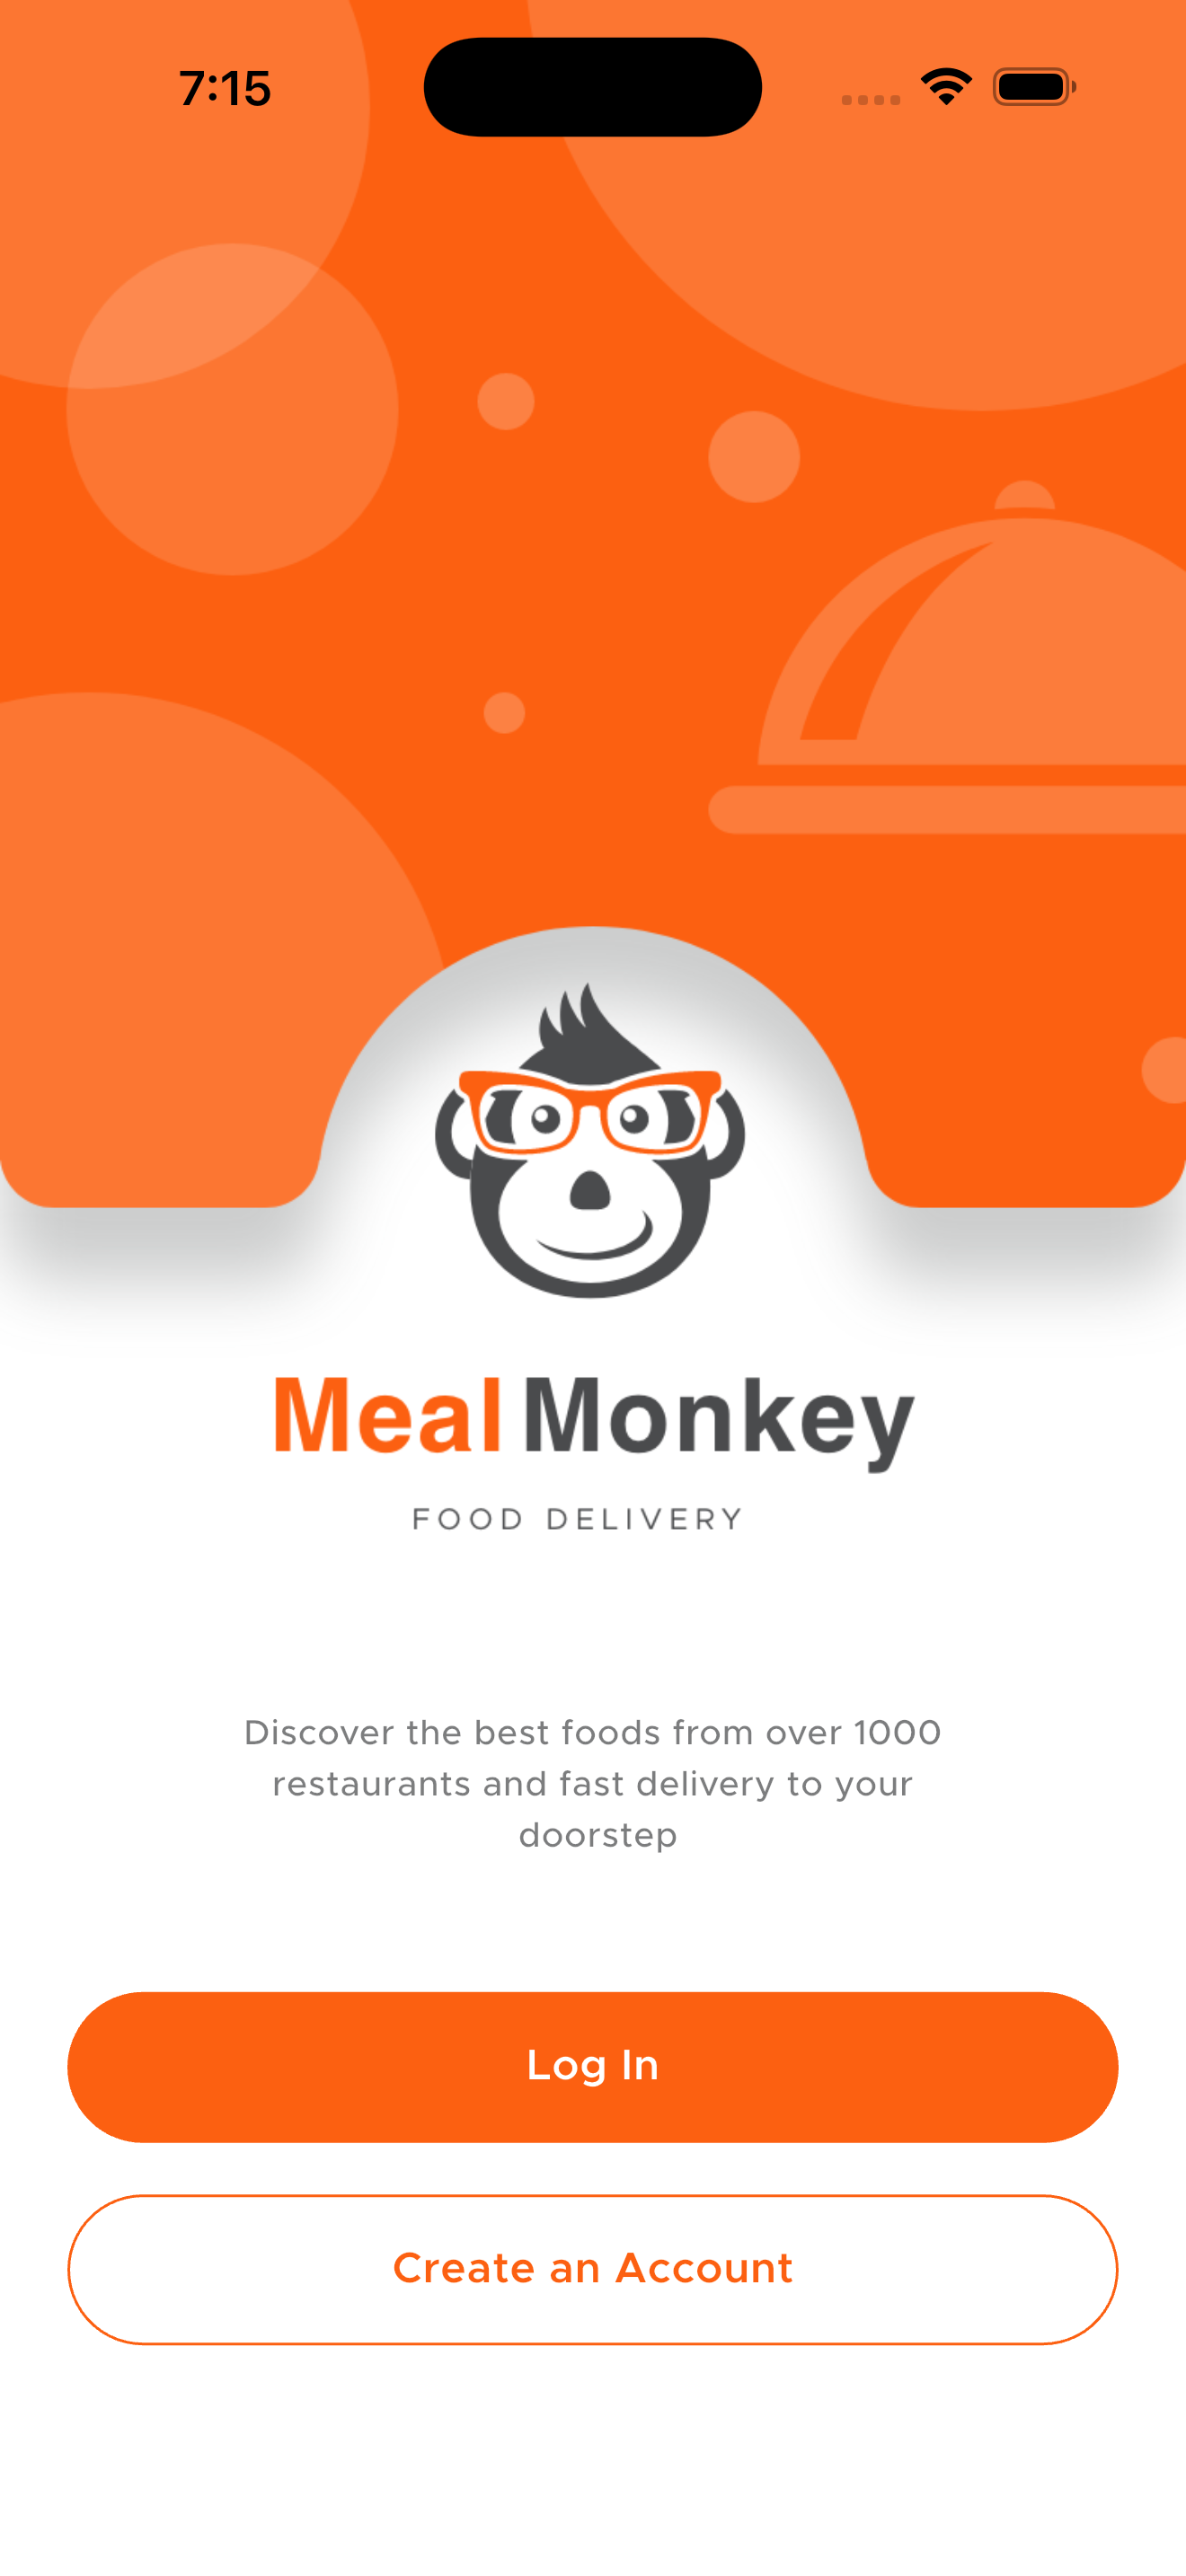 7:15
Meal Monkey
FOOD DELIVERY
Discover the best foods from over 1000
restaurants and fast delivery to your
doorstep
Log In
Create an Account